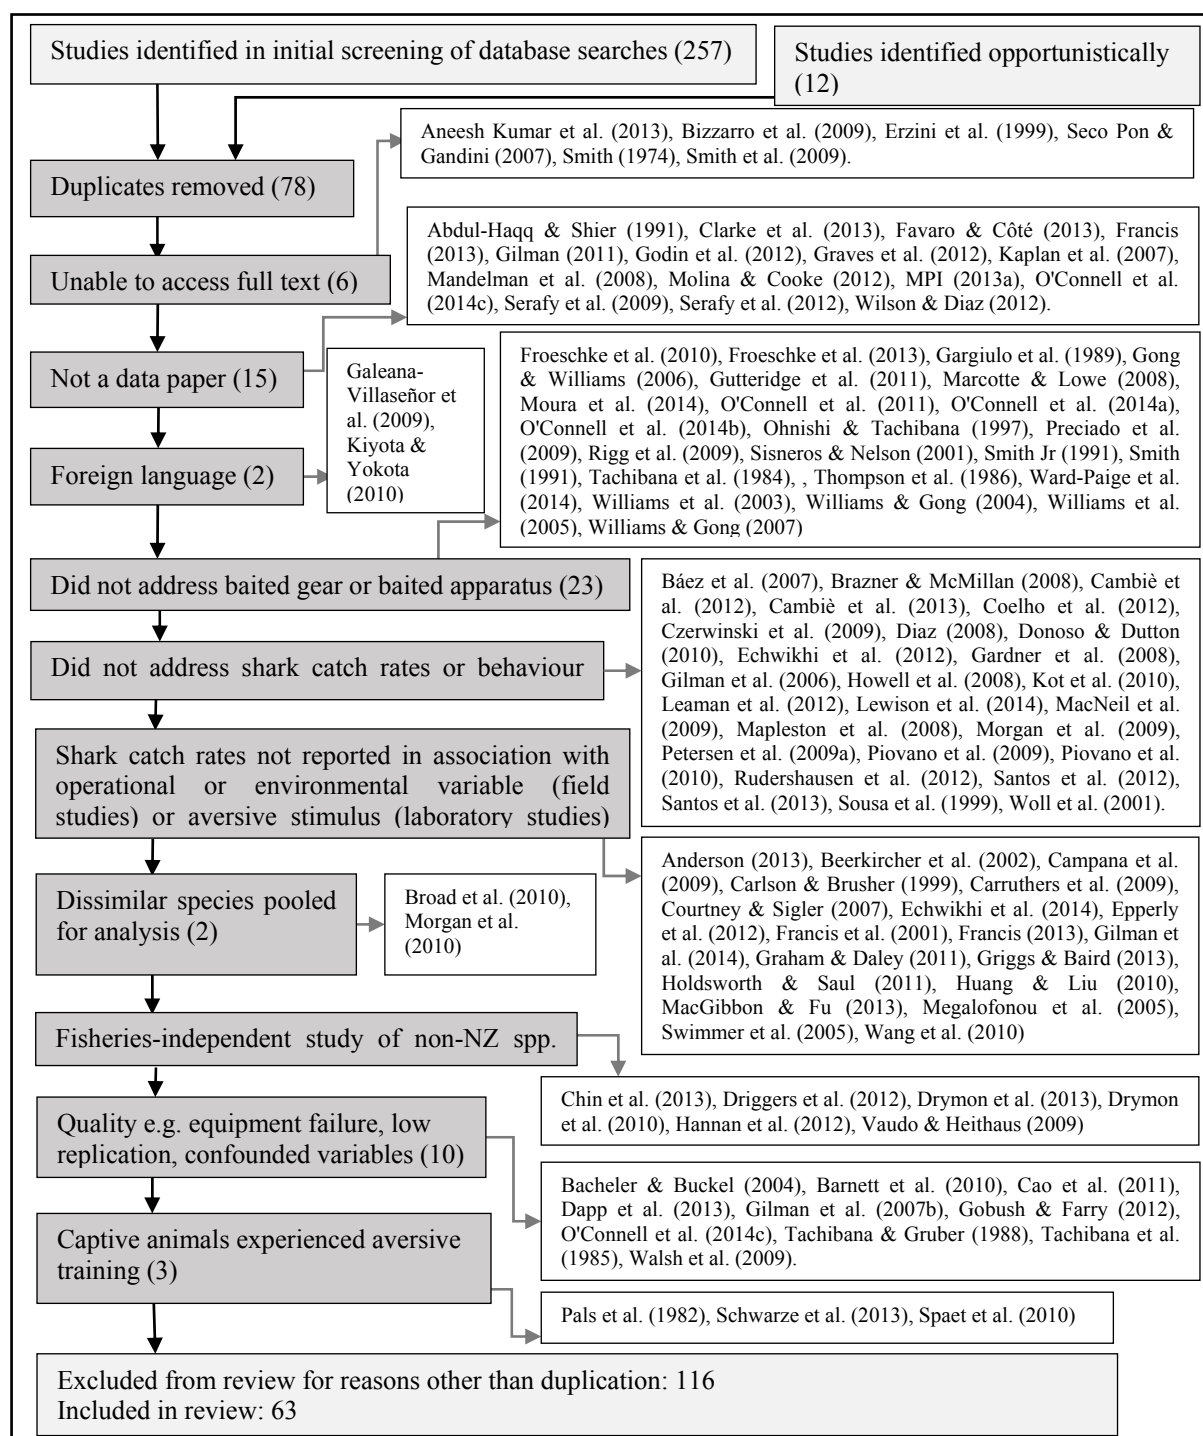 Studies identified in initial screening of database searches (257)
Studies identified opportunistically
(12)
Aneesh Kumar et al. (2013), Bizzarro et al. (2009), Erzini et al. (1999), Seco Pon &
Gandini (2007), Smith (1974), Smith et al. (2009).
Duplicates removed (78)
Abdul-Haqq & Shier (1991), Clarke et al. (2013), Favaro & Côté (2013), Francis
(2013), Gilman (2011), Godin et al. (2012), Graves et al. (2012), Kaplan et al. (2007),
Mandelman et al. (2008), Molina & Cooke (2012), MPI (2013a), O'Connell et al.
(2014c), Serafy et al. (2009), Serafy et al. (2012), Wilson & Diaz (2012).
Unable to access full text (6)
Not a data paper (15)
Galeana-
Villaseñor et
al. (2009),
Kiyota &
Yokota
(2010)
Froeschke et al. (2010), Froeschke et al. (2013), Gargiulo et al. (1989), Gong
& Williams (2006), Gutteridge et al. (2011), Marcotte & Lowe (2008),
Moura et al. (2014), O'Connell et al. (2011), O'Connell et al. (2014a),
O'Connell et al. (2014b), Ohnishi & Tachibana (1997), Preciado et al.
(2009), Rigg et al. (2009), Sisneros & Nelson (2001), Smith Jr (1991), Smith
(1991), Tachibana et al. (1984), , Thompson et al. (1986), Ward-Paige et al.
(2014), Williams et al. (2003), Williams & Gong (2004), Williams et al.
(2005), Williams & Gong (2007)
Foreign language (2)
Did not address baited gear or baited apparatus (23)
Báez et al. (2007), Brazner & McMillan (2008), Cambiè et
al. (2012), Cambiè et al. (2013), Coelho et al. (2012),
Czerwinski et al. (2009), Diaz (2008), Donoso & Dutton
(2010), Echwikhi et al. (2012), Gardner et al. (2008),
Gilman et al. (2006), Howell et al. (2008), Kot et al. (2010),
Leaman et al. (2012), Lewison et al. (2014), MacNeil et al.
(2009), Mapleston et al. (2008), Morgan et al. (2009),
Petersen et al. (2009a), Piovano et al. (2009), Piovano et al.
(2010), Rudershausen et al. (2012), Santos et al. (2012),
Santos et al. (2013), Sousa et al. (1999), Woll et al. (2001).
Did not address shark catch rates or behaviour
Shark catch rates not reported in association with
operational or environmental variable (field
studies) or aversive stimulus (laboratory studies)
Anderson (2013), Beerkircher et al. (2002), Campana et al.
(2009), Carlson & Brusher (1999), Carruthers et al. (2009),
Courtney & Sigler (2007), Echwikhi et al. (2014), Epperly
et al. (2012), Francis et al. (2001), Francis (2013), Gilman
et al. (2014), Graham & Daley (2011), Griggs & Baird (2013),
Holdsworth & Saul (2011), Huang & Liu (2010),
MacGibbon & Fu (2013), Megalofonou et al. (2005),
Swimmer et al. (2005), Wang et al. (2010)
Dissimilar species pooled
for analysis (2)
Broad et al. (2010),
Morgan et al.
(2010)
Fisheries-independent study of non-NZ spp.
Chin et al. (2013), Driggers et al. (2012), Drymon et al. (2013), Drymon
et al. (2010), Hannan et al. (2012), Vaudo & Heithaus (2009)
Quality e.g. equipment failure, low
replication, confounded variables (10)
Bacheler & Buckel (2004), Barnett et al. (2010), Cao et al. (2011),
Dapp et al. (2013), Gilman et al. (2007b), Gobush & Farry (2012),
O'Connell et al. (2014c), Tachibana & Gruber (1988), Tachibana et al.
(1985), Walsh et al. (2009).
Captive animals experienced aversive
training (3)
Pals et al. (1982), Schwarze et al. (2013), Spaet et al. (2010)
Excluded from review for reasons other than duplication: 116
Included in review: 63